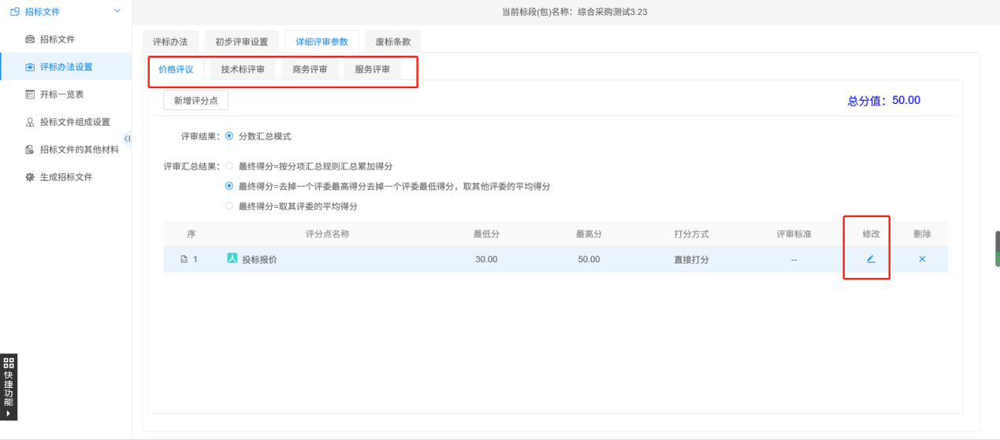 招标文件
招标文件
评标办法设置
开标一览表
投标文件组成设置
招标文件的其他材料
生成招标文件
快捷功能
当前标段(包)名称：综合采购测试3.23
评标办法 初步评审设置 详细评审参数 废标条款
价格评议 技术标评审 商务评审 服务评审
新增评分点 总分值：50.00
评审结果： 分数汇总模式
评审汇总结果： 最终得分=按分项汇总规则汇总累加得分
最终得分=去掉一个评委最高得分去掉一个评委最低得分，取其他评委的平均得分
最终得分=取其评委的平均得分
序 评分点名称 最低分 最高分 打分方式 评审标准 修改 删除
1 人 投标报价 30.00 50.00 直接打分 --